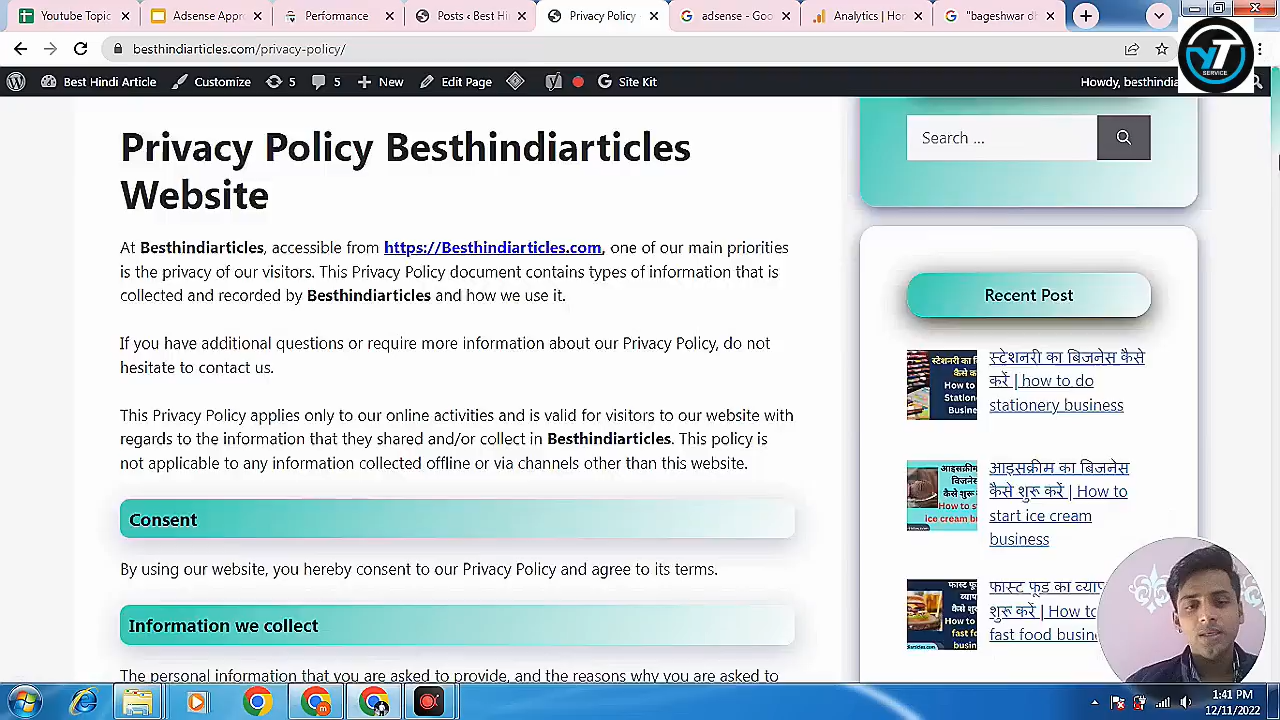 Youtube Topic
Adsense Appr
Performance
Posts ‹ Best H
Privacy Policy
adsense - Go
Analytics | Ho
"bageshwar d
besthindiarticles.com/privacy-policy/
Best Hindi Article
Customize
5
5
New
Edit Page
Site Kit
Howdy, besthindia
YT
SERVICE
Search ...
Privacy Policy Besthindiarticles
Website
At Besthindiarticles, accessible from https://Besthindiarticles.com, one of our main priorities
is the privacy of our visitors. This Privacy Policy document contains types of information that is
collected and recorded by Besthindiarticles and how we use it.
If you have additional questions or require more information about our Privacy Policy, do not
hesitate to contact us.
This Privacy Policy applies only to our online activities and is valid for visitors to our website with
regards to the information that they shared and/or collect in Besthindiarticles. This policy is
not applicable to any information collected offline or via channels other than this website.
Consent
By using our website, you hereby consent to our Privacy Policy and agree to its terms.
Information we collect
The personal information that you are asked to provide, and the reasons why you are asked to
Recent Post
स्टेशनरी का बिजनेस कैसे
करें | how to do
stationery business
आइसक्रीम का बिजनेस
कैसे शुरू करें | How to
start ice cream
business
फास्ट फूड का व्याप
शुरू करें | How to
fast food busin
1:41 PM
12/11/2022